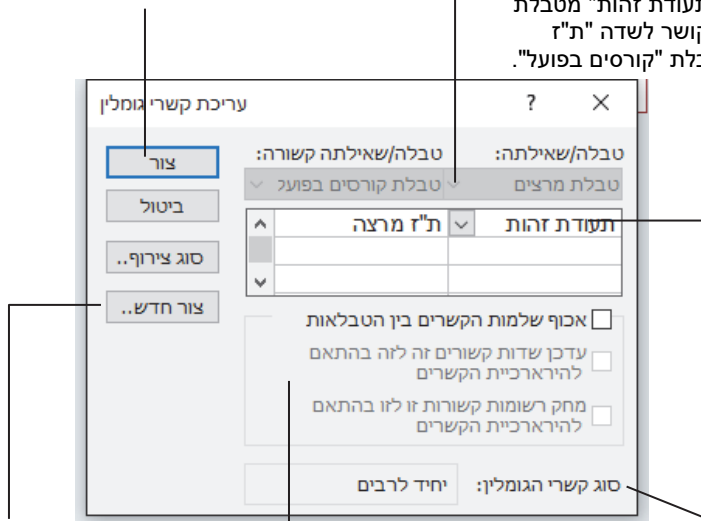 תעודת זהות" מטבלת
קושר לשדה "ת"ז
בלת "קורסים בפועל".
עריכת קשרי גומלין
טבלה/שאילתה: טבלה/שאילתה קשורה:
טבלת מרצים טבלת קורסים בפועל
תעודת זהות ת"ז מרצה
צור
ביטול
סוג צירוף..
צור חדש..
אכוף שלמות הקשרים בין הטבלאות
עדכן שדות קשורים זה לזה בהתאם
להירארכיית הקשרים
מחק רשומות קשורות זו לזו בהתאם
להירארכיית הקשרים
סוג קשרי הגומלין: יחיד לרבים